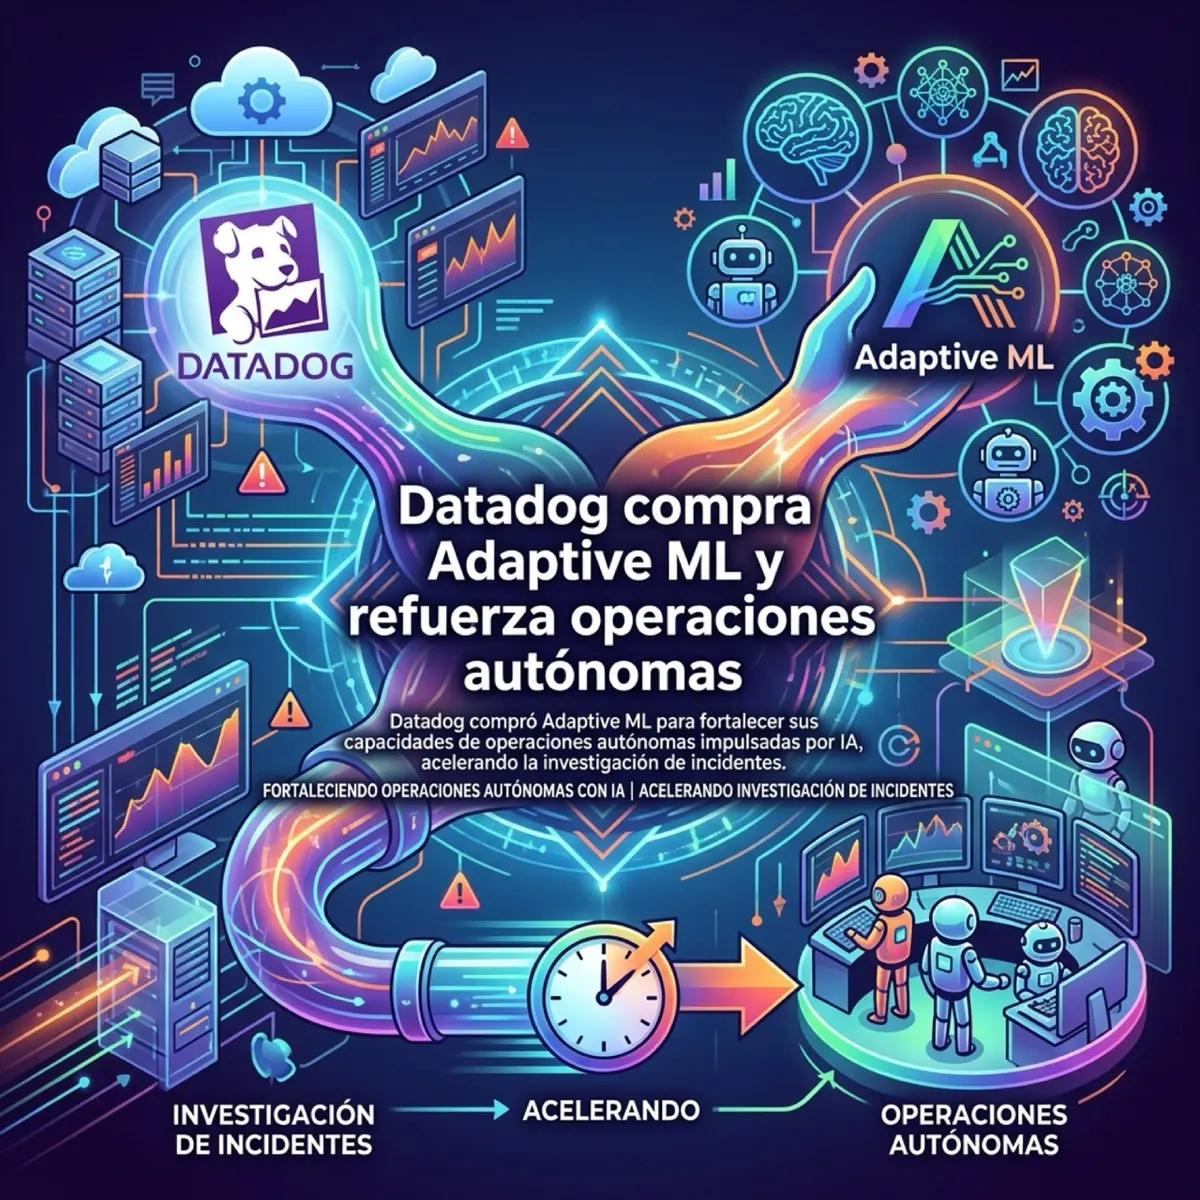 DATADOG
Adaptive ML
Datadog compra
Adaptive ML y
refuerza operaciones
autónomas
Datadog compró Adaptive ML para fortalecer sus
capacidades de operaciones autónomas impulsadas por IA,
acelerando la investigación de incidentes.
FORTALECIENDO OPERACIONES AUTÓNOMAS CON IA | ACELERANDO INVESTIGACIÓN DE INCIDENTES
INVESTIGACIÓN
DE INCIDENTES
ACELERANDO
OPERACIONES
AUTÓNOMAS